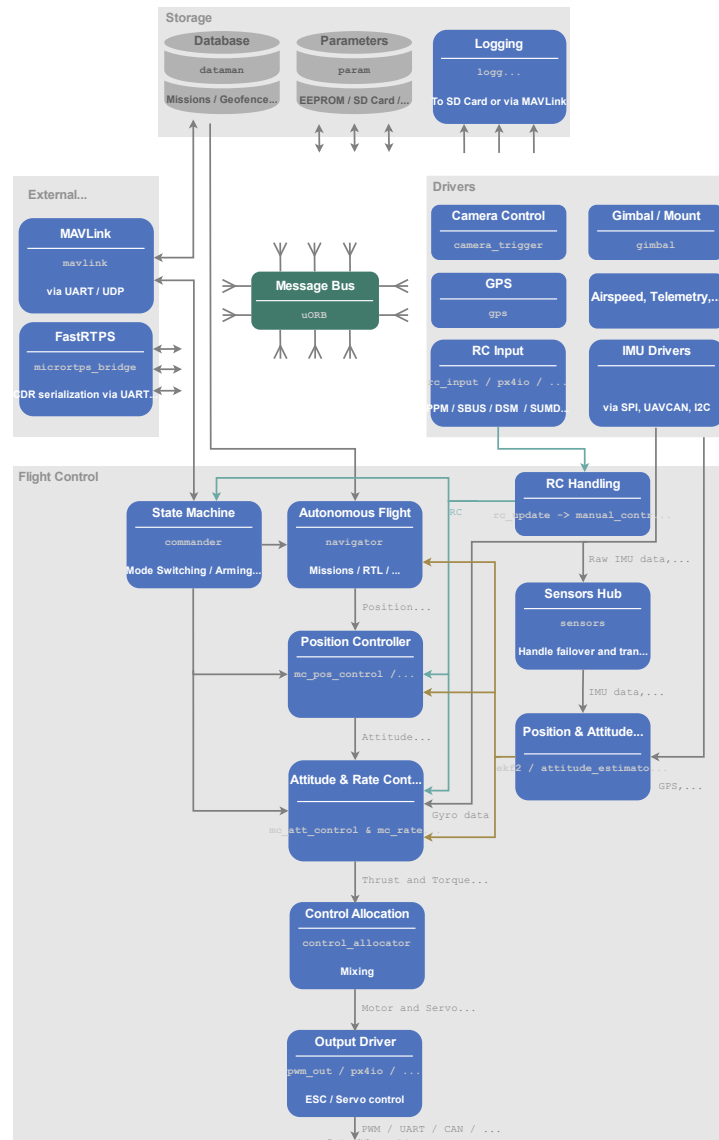 Storage
Database
dataman
Missions / Geofence...
Parameters
param
EEPROM / SD Card /...
Logging
logg...
To SD Card or via MAVLink
External...
MAVLink
mavlink
via UART / UDP
FastRTPS
micrortps_bridge
CDR serialization via UART...
Message Bus
uORB
Drivers
Camera Control
camera_trigger
Gimbal / Mount
gimbal
GPS
gps
Airspeed, Telemetry,...
RC Input
rc_input / px4io / ...
PPM / SBUS / DSM / SUMD...
IMU Drivers
via SPI, UAVCAN, I2C
Flight Control
State Machine
commander
Mode Switching / Arming...
Autonomous Flight
navigator
Missions / RTL / ...
RC
RC Handling
rc_update -> manual_contr...
Raw IMU data,...
Sensors Hub
sensors
Handle failover and tran...
Position...
Position Controller
mc_pos_control /...
IMU data,...
Position & Attitude...
ekf2 / attitude_estimato...
GPS,...
Attitude...
Attitude & Rate Cont...
mc_att_control & mc_rate...
Gyro data
Thrust and Torque...
Control Allocation
control_allocator
Mixing
Motor and Servo...
Output Driver
pwm_out / px4io / ...
ESC / Servo control
PWM / UART / CAN / ...